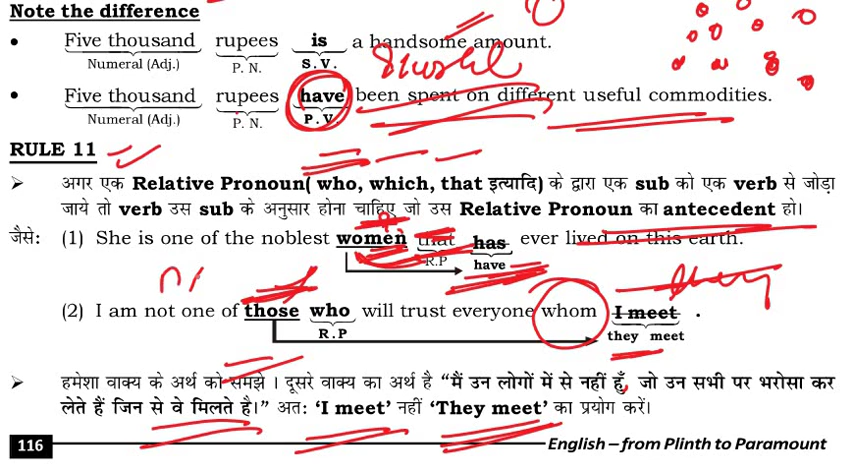 Note the difference
• Five thousand rupees is a handsome amount.
Numeral (Adj.) P. N. S. V.
• Five thousand rupees have been spent on different useful commodities.
Numeral (Adj.) P. N. P. V.
RULE 11
➢ अगर एक Relative Pronoun( who, which, that इत्यादि) के द्वारा एक sub को एक verb से जोड़ा
जाये तो verb उस sub के अनुसार होना चाहिए जो उस Relative Pronoun का antecedent हो।
जैसे: (1) She is one of the noblest women that has ever lived on this earth.
R.P have
(2) I am not one of those who will trust everyone whom I meet .
R.P they meet
➢ हमेशा वाक्य के अर्थ को समझे । दूसरे वाक्य का अर्थ है “मैं उन लोगों में से नहीं हूँ, जो उन सभी पर भरोसा कर
लेते हैं जिन से वे मिलते है।” अत: ‘I meet’ नहीं ‘They meet’ का प्रयोग करें।
116 English – from Plinth to Paramount